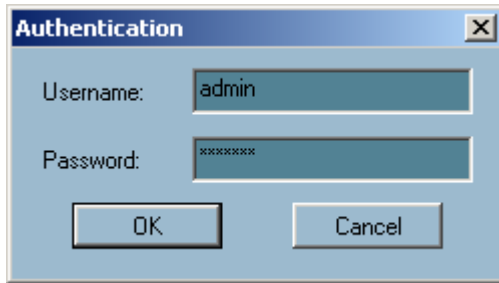 Authentication
Username: admin
Password: *******
OK Cancel